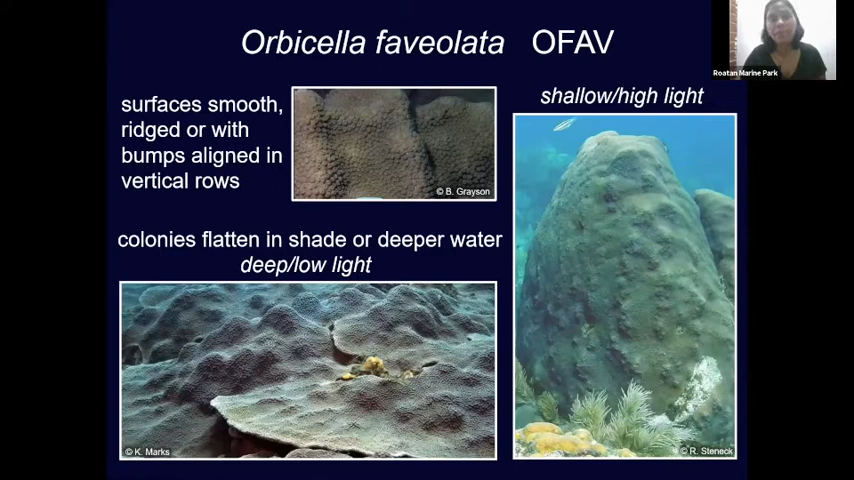 Orbicella faveolata OFAV
Roatan Marine Park
surfaces smooth,
ridged or with
bumps aligned in
vertical rows
© B. Grayson
shallow/high light
colonies flatten in shade or deeper water
deep/low light
© K. Marks
© R. Steneck